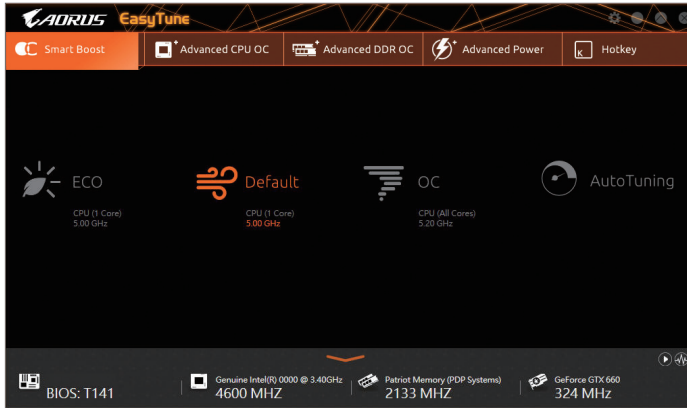 AORUS EasyTune
Smart Boost
Advanced CPU OC
Advanced DDR OC
Advanced Power
K
Hotkey
ECO
CPU (1 Core)
5.00 GHz
Default
CPU (1 Core)
5.00 GHz
OC
CPU (All Cores)
5.20 GHz
AutoTuning
BIOS: T141
Genuine Intel(R) 0000 @ 3.40GHz
4600 MHZ
Patriot Memory (PDP Systems)
2133 MHZ
GeForce GTX 660
324 MHz